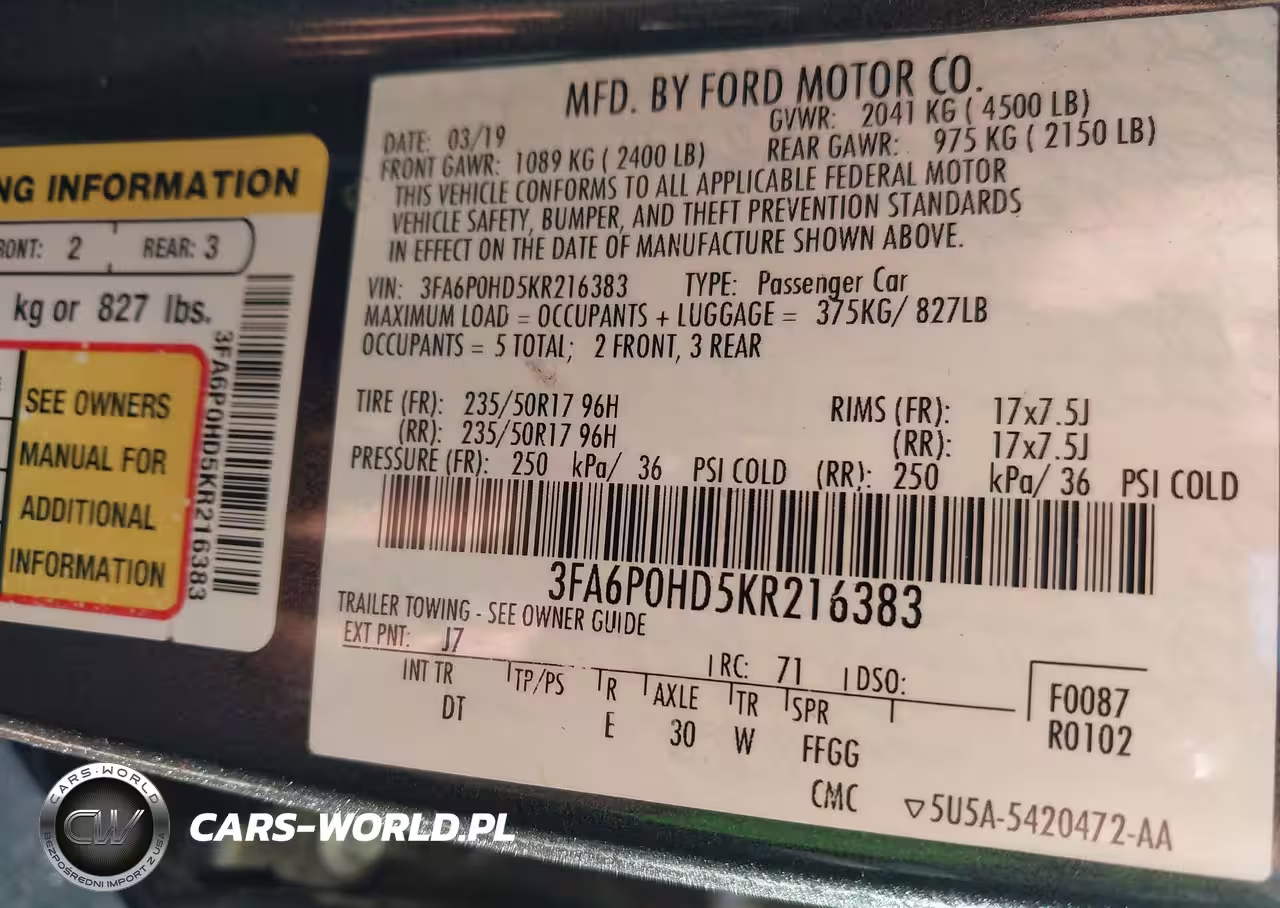 MFD. BY FORD MOTOR CO.
DATE: 03/19 GVWR: 2041 KG ( 4500 LB)
FRONT GAWR: 1089 KG ( 2400 LB) REAR GAWR: 975 KG ( 2150 LB)
THIS VEHICLE CONFORMS TO ALL APPLICABLE FEDERAL MOTOR
VEHICLE SAFETY, BUMPER, AND THEFT PREVENTION STANDARDS
IN EFFECT ON THE DATE OF MANUFACTURE SHOWN ABOVE.
VIN: 3FA6P0HD5KR216383 TYPE: Passenger Car
MAXIMUM LOAD = OCCUPANTS + LUGGAGE = 375KG/ 827LB
OCCUPANTS = 5 TOTAL; 2 FRONT, 3 REAR
TIRE (FR): 235/50R17 96H RIMS (FR): 17x7.5J
(RR): 235/50R17 96H (RR): 17x7.5J
PRESSURE (FR): 250 kPa/ 36 PSI COLD (RR): 250 kPa/ 36 PSI COLD
3FA6P0HD5KR216383
TRAILER TOWING - SEE OWNER GUIDE
EXT PNT: J7 RC: 71 DSO:
INT TR TP/PS R AXLE TR SPR
DT E 30 W FFGG
CMC
F0087
R0102
5U5A-5420472-AA
NG INFORMATION
RONT: 2 REAR: 3
kg or 827 lbs.
SEE OWNERS
MANUAL FOR
ADDITIONAL
INFORMATION
3FA6P0HD5KR216383
CARS-WORLD
CW
BEZPOŚREDNI IMPORT Z USA
CARS-WORLD.PL